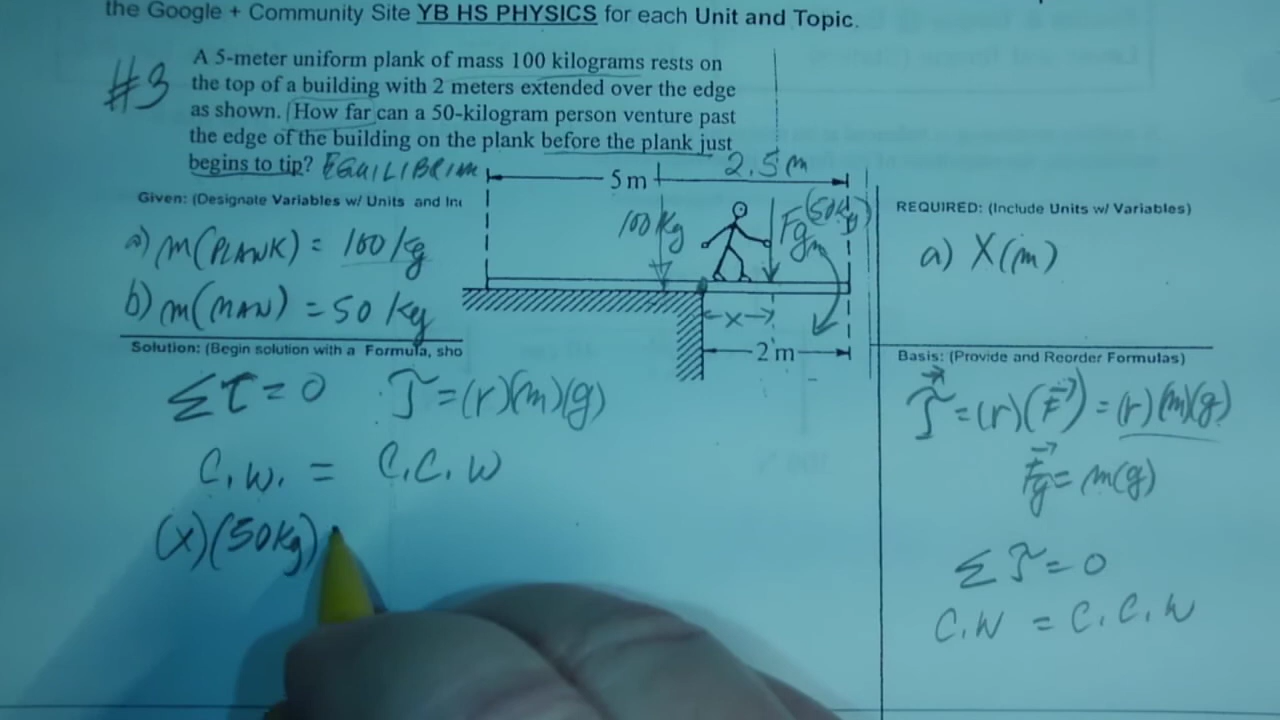 the Google + Community Site YB HS PHYSICS for each Unit and Topic.
#3
A 5-meter uniform plank of mass 100 kilograms rests on
the top of a building with 2 meters extended over the edge
as shown. How far can a 50-kilogram person venture past
the edge of the building on the plank before the plank just
begins to tip? EQUILIBRIM
2.5 m
5 m
Given: (Designate Variables w/ Units and Inc
a) m(PLANK) = 100 kg
b) m(MAN) = 50 kg
100 kg
Fgm (50kg)
x
2 m
REQUIRED: (Include Units w/ Variables)
a) X(m)
Solution: (Begin solution with a Formula, sho
Στ = 0 τ = (r)(m)(g)
C.W. = C.C.W
(x)(50kg)
Basis: (Provide and Reorder Formulas)
τ = (r)(F) = (r)(m)(g)
Fg = m(g)
Στ = 0
C.W = C.C.W